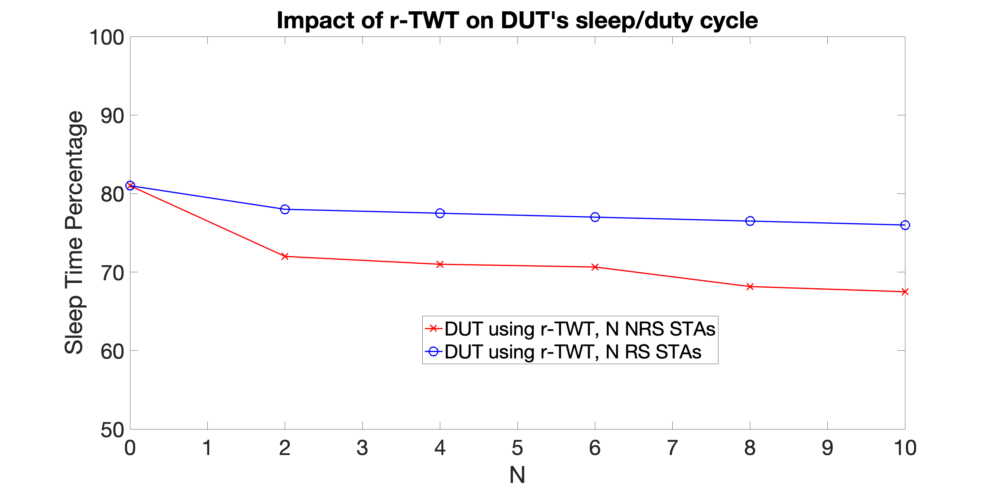 Impact of r-TWT on DUT's sleep/duty cycle
100
90
80
70
60
50
Sleep Time Percentage
DUT using r-TWT, N NRS STAs
DUT using r-TWT, N RS STAs
0 1 2 3 4 5 6 7 8 9 10
N